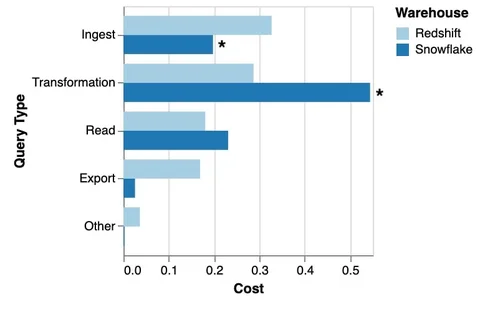 Warehouse
Redshift
Snowflake
Query Type
Ingest
*
Transformation
*
Read
Export
Other
0.0 0.1 0.2 0.3 0.4 0.5
Cost